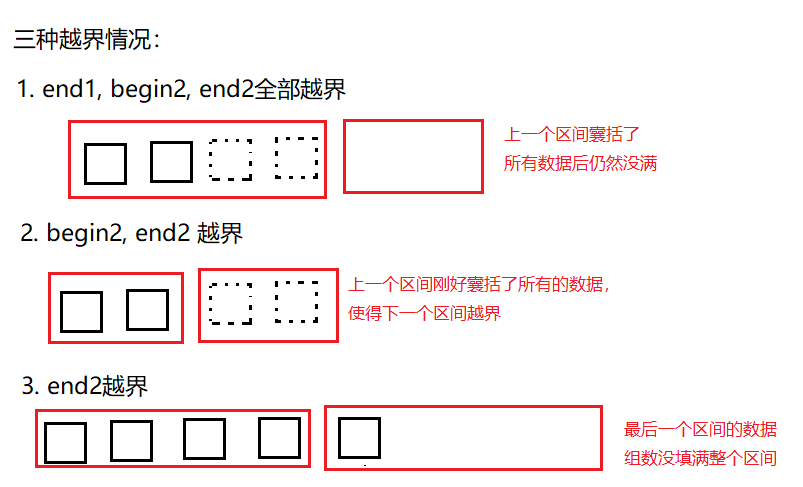 三种越界情况：
1. end1, begin2, end2全部越界
上一个区间囊括了
所有数据后仍然没满
2. begin2, end2 越界
上一个区间刚好囊括了所有的数据，
使得下一个区间越界
3. end2越界
最后一个区间的数据
组数没填满整个区间